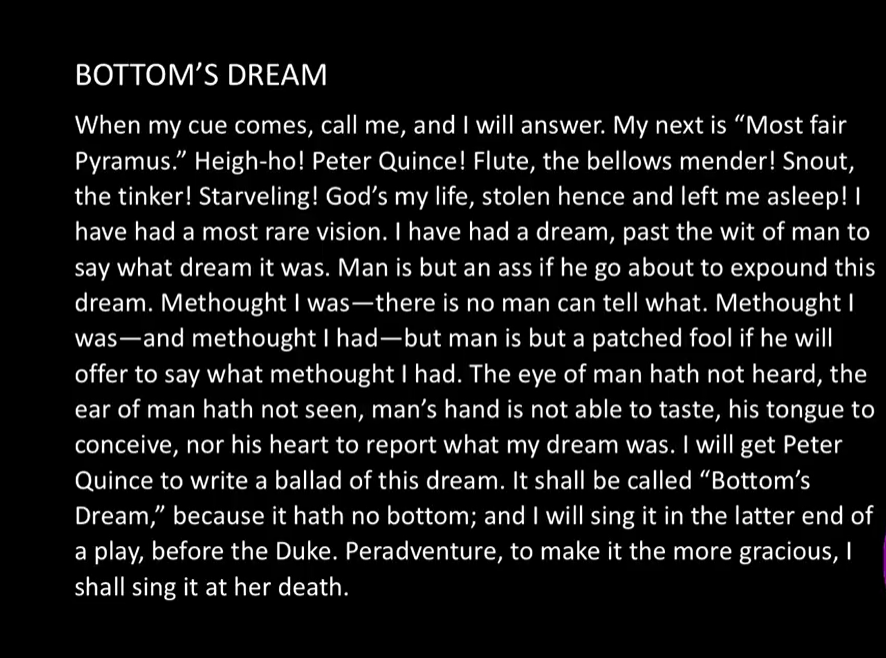 BOTTOM’S DREAM
When my cue comes, call me, and I will answer. My next is “Most fair
Pyramus.” Heigh-ho! Peter Quince! Flute, the bellows mender! Snout,
the tinker! Starveling! God’s my life, stolen hence and left me asleep! I
have had a most rare vision. I have had a dream, past the wit of man to
say what dream it was. Man is but an ass if he go about to expound this
dream. Methought I was—there is no man can tell what. Methought I
was—and methought I had—but man is but a patched fool if he will
offer to say what methought I had. The eye of man hath not heard, the
ear of man hath not seen, man’s hand is not able to taste, his tongue to
conceive, nor his heart to report what my dream was. I will get Peter
Quince to write a ballad of this dream. It shall be called “Bottom’s
Dream,” because it hath no bottom; and I will sing it in the latter end of
a play, before the Duke. Peradventure, to make it the more gracious, I
shall sing it at her death.